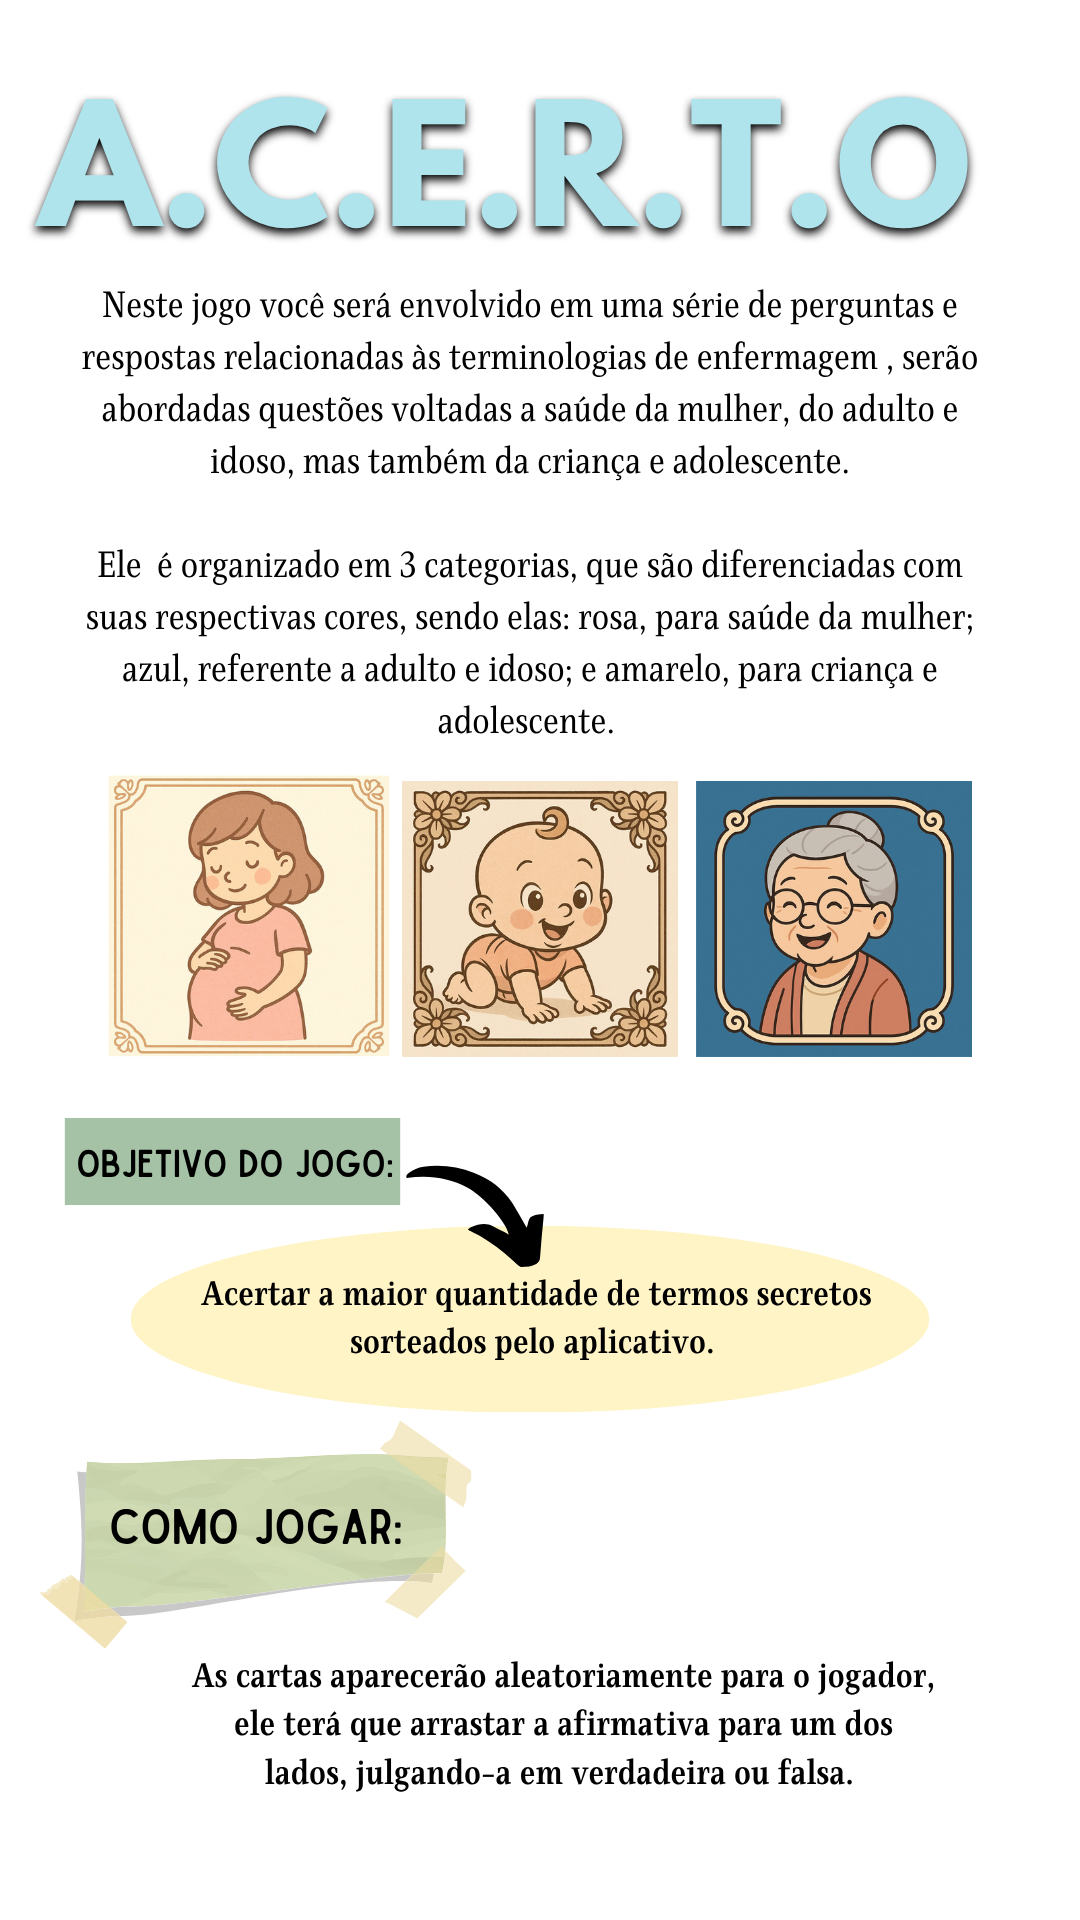 A.C.E.R.T.O
Neste jogo você será envolvido em uma série de perguntas e
respostas relacionadas às terminologias de enfermagem , serão
abordadas questões voltadas a saúde da mulher, do adulto e
idoso, mas também da criança e adolescente.
Ele  é organizado em 3 categorias, que são diferenciadas com
suas respectivas cores, sendo elas: rosa, para saúde da mulher;
azul, referente a adulto e idoso; e amarelo, para criança e
adolescente.
OBJETIVO DO JOGO:
Acertar a maior quantidade de termos secretos
sorteados pelo aplicativo.
COMO JOGAR:
As cartas aparecerão aleatoriamente para o jogador,
ele terá que arrastar a afirmativa para um dos
lados, julgando-a em verdadeira ou falsa.